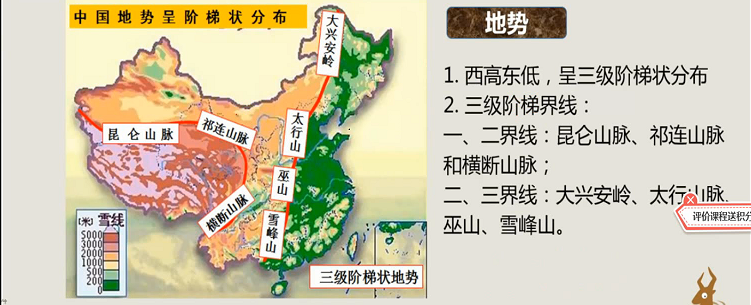 中国地势呈阶梯状分布
大兴安岭
太行山
昆仑山脉
祁连山脉
巫山
横断山脉
雪峰山
[米]
雪线
5000
3000
2000
1000
500
200
0
三级阶梯状地势
地势
1. 西高东低，呈三级阶梯状分布
2. 三级阶梯界线：
一、二界线：昆仑山脉、祁连山脉
和横断山脉；
二、三界线：大兴安岭、太行山脉、
巫山、雪峰山。
评价课程送积分